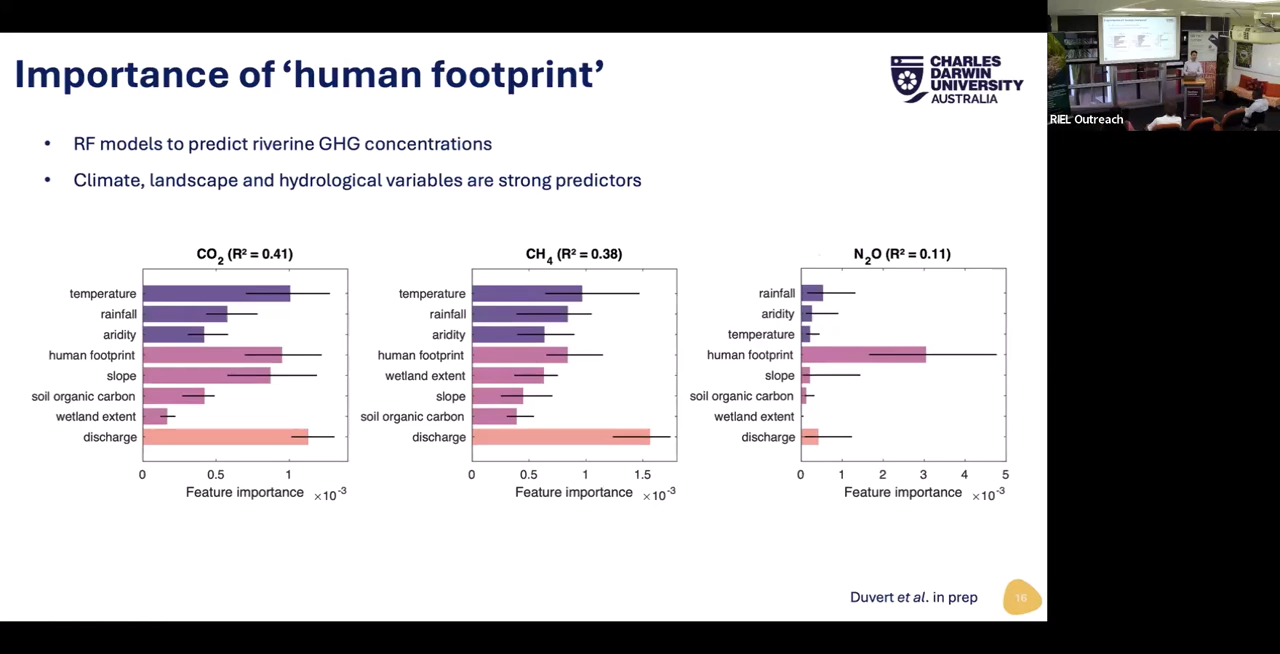 Importance of ‘human footprint’
CHARLES
DARWIN
UNIVERSITY
AUSTRALIA
RIEL Outreach
• RF models to predict riverine GHG concentrations
• Climate, landscape and hydrological variables are strong predictors
CO2 (R² = 0.41)
temperature
rainfall
aridity
human footprint
slope
soil organic carbon
wetland extent
discharge
0 0.5 1
Feature importance ×10-3
CH4 (R² = 0.38)
temperature
rainfall
aridity
human footprint
wetland extent
slope
soil organic carbon
discharge
0 0.5 1 1.5
Feature importance ×10-3
N2O (R² = 0.11)
rainfall
aridity
temperature
human footprint
slope
soil organic carbon
wetland extent
discharge
0 1 2 3 4 5
Feature importance ×10-3
Duvert et al. in prep
16